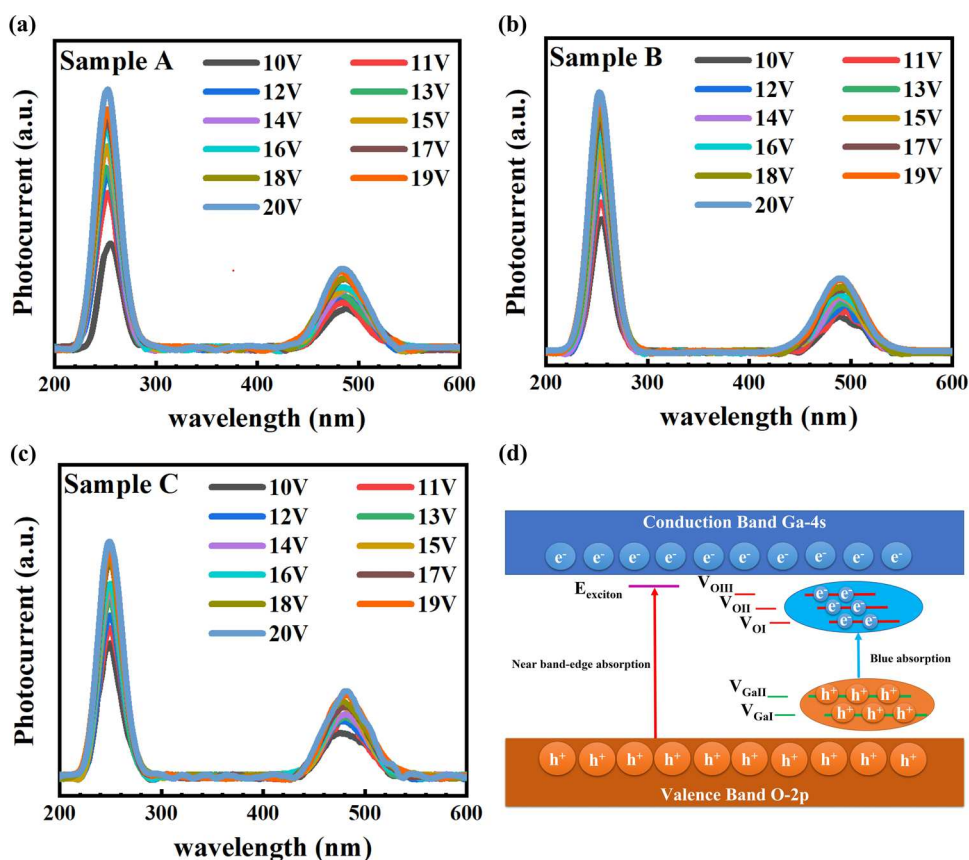 (a)
Sample A
10V 11V
12V 13V
14V 15V
16V 17V
18V 19V
20V
Photocurrent (a.u.)
200 300 400 500 600
wavelength (nm)
(b)
Sample B
10V 11V
12V 13V
14V 15V
16V 17V
18V 19V
20V
Photocurrent (a.u.)
200 300 400 500 600
wavelength (nm)
(c)
Sample C
10V 11V
12V 13V
14V 15V
16V 17V
18V 19V
20V
Photocurrent (a.u.)
200 300 400 500 600
wavelength (nm)
(d)
Conduction Band Ga-4s
e- e- e- e- e- e- e- e- e- e-
Eexciton
VOIII
VOII
VOI
e- e-
e- e-
e- e-
Near band-edge absorption
Blue absorption
VGaII
VGaI
h+ h+ h+
h+ h+ h+
h+ h+ h+ h+ h+ h+ h+ h+ h+ h+
Valence Band O-2p